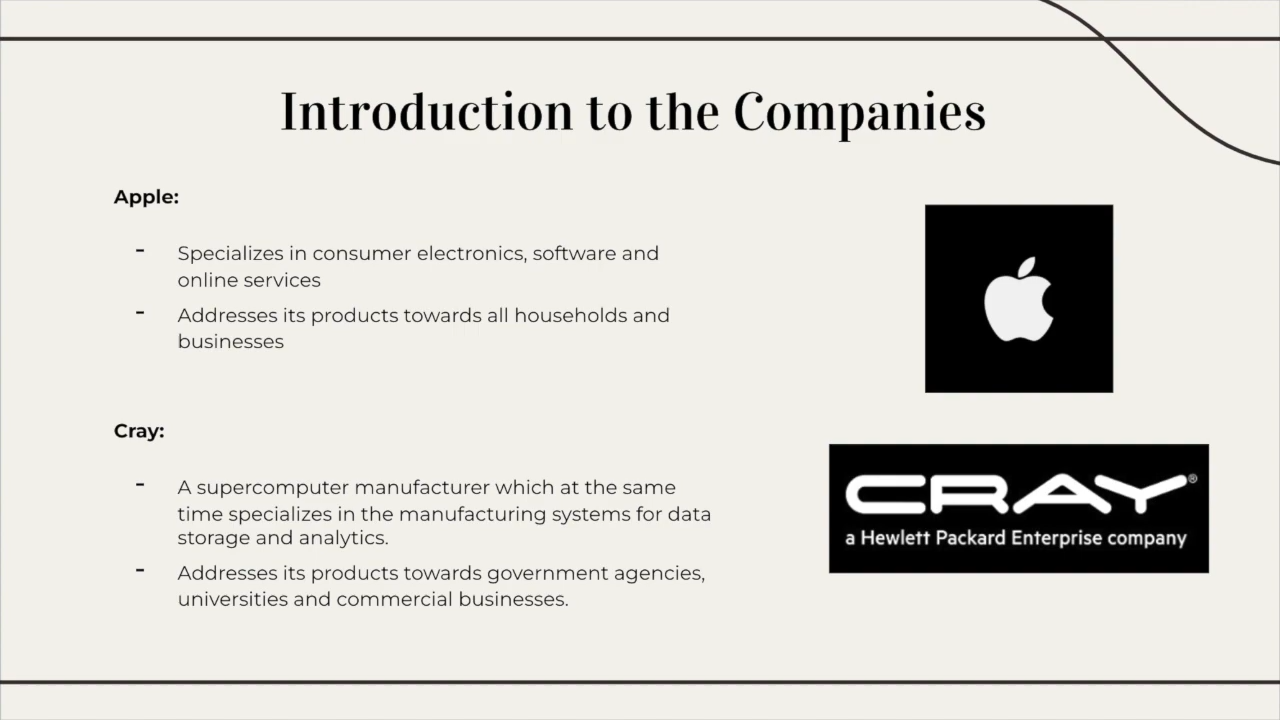 Introduction to the Companies
Apple:
- Specializes in consumer electronics, software and
online services
- Addresses its products towards all households and
businesses
Cray:
- A supercomputer manufacturer which at the same
time specializes in the manufacturing systems for data
storage and analytics.
- Addresses its products towards government agencies,
universities and commercial businesses.
CRAY®
a Hewlett Packard Enterprise company